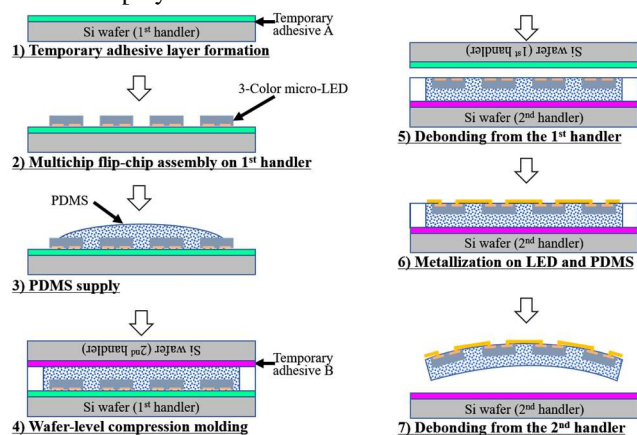 Temporary
adhesive A
Si wafer (1st handler)
1) Temporary adhesive layer formation
3-Color micro-LED
2) Multichip flip-chip assembly on 1st handler
PDMS
3) PDMS supply
Si wafer (2nd handler)
Temporary
adhesive B
Si wafer (1st handler)
4) Wafer-level compression molding
Si wafer (1st handler)
Si wafer (2nd handler)
5) Debonding from the 1st handler
Si wafer (2nd handler)
6) Metallization on LED and PDMS
Si wafer (2nd handler)
7) Debonding from the 2nd handler